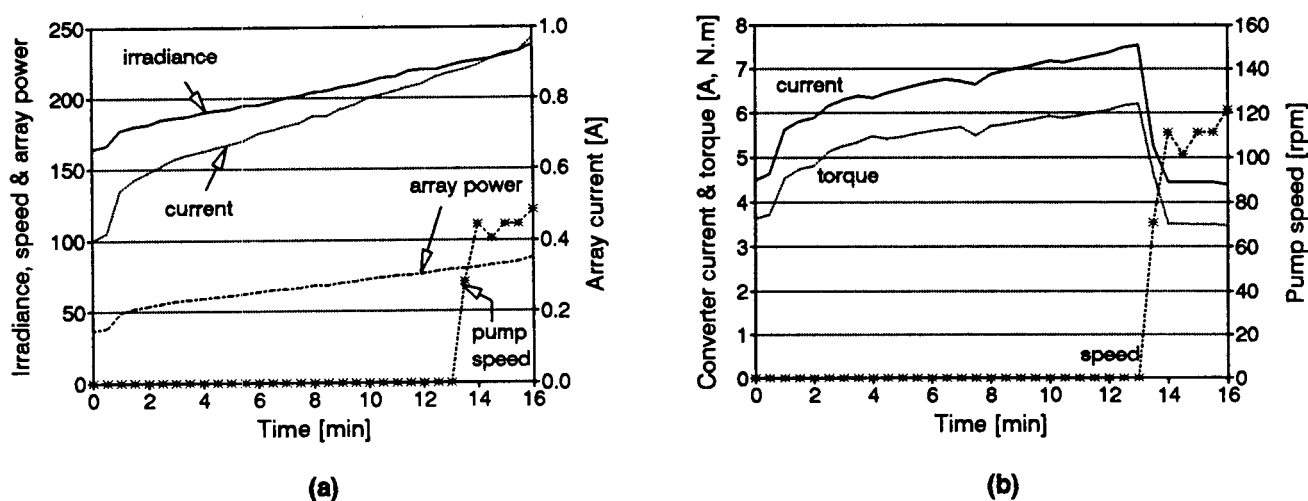 250
200
150
100
50
0
Irradiance, speed & array power
irradiance
current
array power
pump
speed
1.0
0.8
0.6
0.4
0.2
0.0
Array current [A]
0 2 4 6 8 10 12 14 16
Time [min]
(a)
8
7
6
5
4
3
2
1
0
Converter current & torque [A, N.m]
current
torque
speed
160
140
120
100
80
60
40
20
0
Pump speed [rpm]
0 2 4 6 8 10 12 14 16
Time [min]
(b)